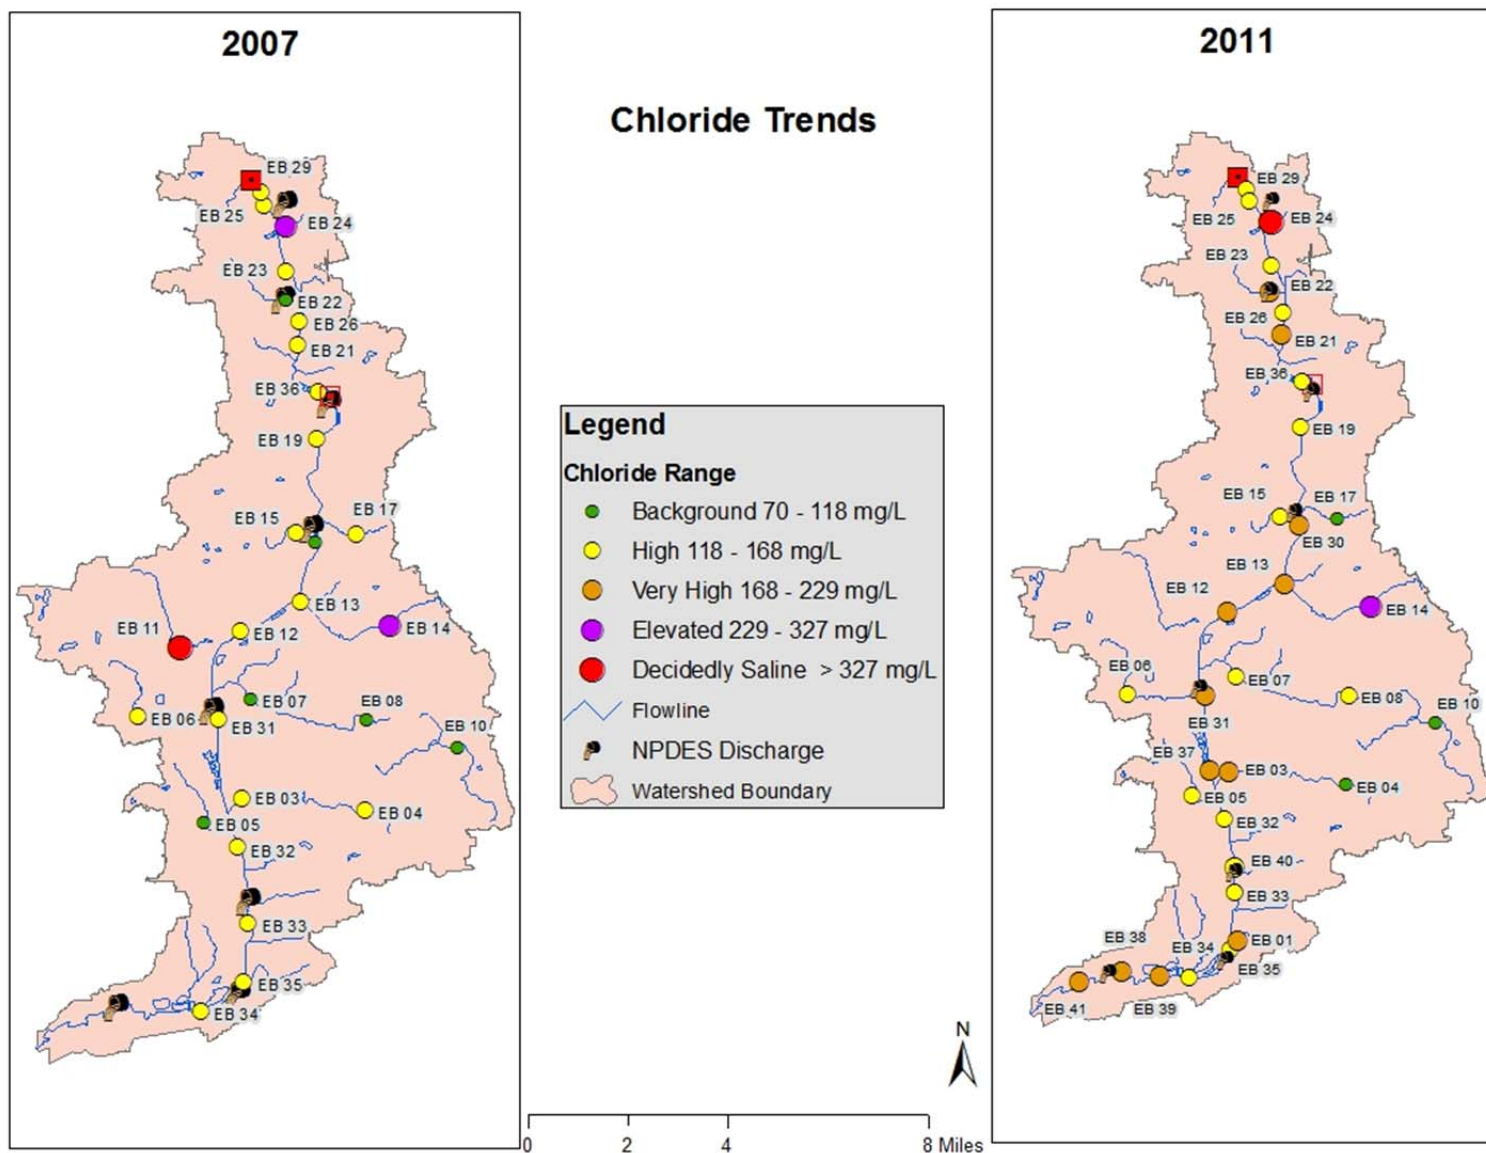 2007
EB 29
EB 25
EB 24
EB 23
EB 22
EB 26
EB 21
EB 36
EB 19
EB 15
EB 17
EB 13
EB 11
EB 12
EB 14
EB 07
EB 08
EB 06
EB 31
EB 10
EB 03
EB 04
EB 05
EB 32
EB 33
EB 35
EB 34
Chloride Trends
Legend
Chloride Range
Background 70 - 118 mg/L
High 118 - 168 mg/L
Very High 168 - 229 mg/L
Elevated 229 - 327 mg/L
Decidedly Saline > 327 mg/L
Flowline
NPDES Discharge
Watershed Boundary
N
0 2 4 8 Miles
2011
EB 29
EB 25
EB 24
EB 23
EB 22
EB 26
EB 21
EB 36
EB 19
EB 15
EB 17
EB 30
EB 13
EB 12
EB 14
EB 06
EB 07
EB 08
EB 10
EB 31
EB 37
EB 03
EB 04
EB 05
EB 32
EB 40
EB 33
EB 38
EB 34
EB 01
EB 35
EB 41
EB 39